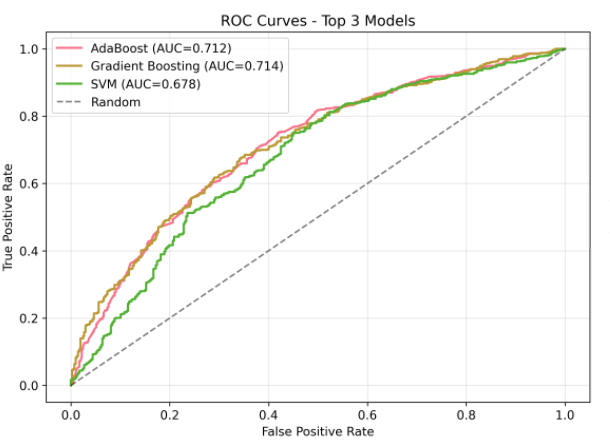 ROC Curves - Top 3 Models
AdaBoost (AUC=0.712)
Gradient Boosting (AUC=0.714)
SVM (AUC=0.678)
Random
True Positive Rate
1.0
0.8
0.6
0.4
0.2
0.0
0.0 0.2 0.4 0.6 0.8 1.0
False Positive Rate